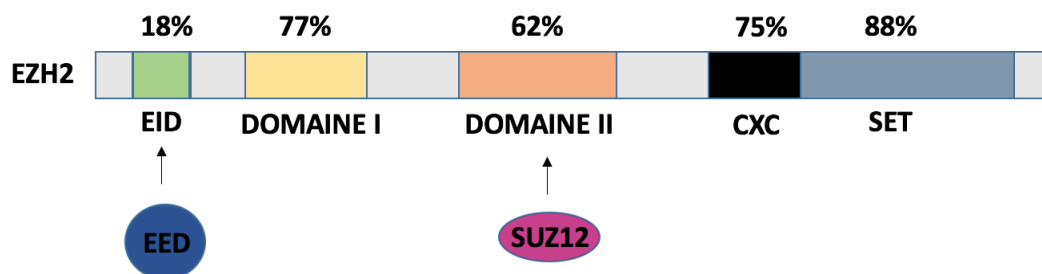 18% 77% 62% 75% 88%
EZH2
EID DOMAINE I DOMAINE II CXC SET
EED SUZ12